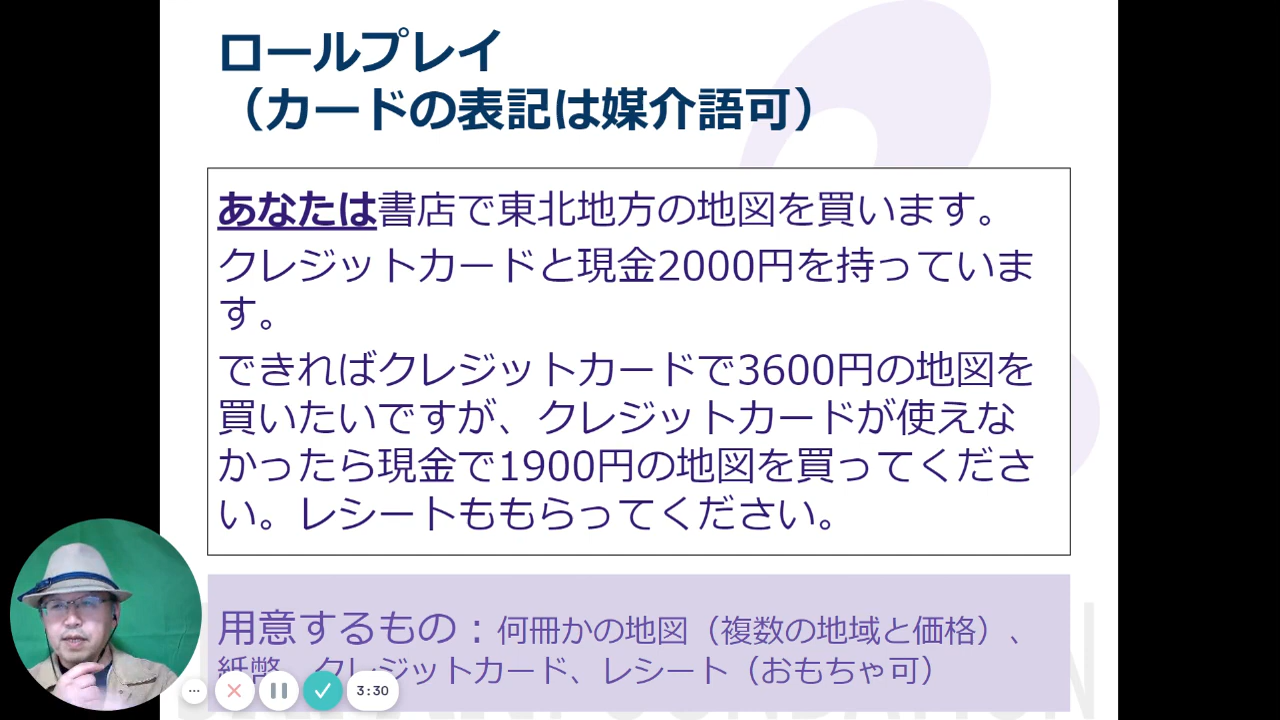 ロールプレイ
（カードの表記は媒介語可）
あなたは書店で東北地方の地図を買います。
クレジットカードと現金2000円を持っていま
す。
できればクレジットカードで3600円の地図を
買いたいですが、クレジットカードが使えな
かったら現金で1900円の地図を買ってくださ
い。レシートももらってください。
用意するもの：何冊かの地図（複数の地域と価格）、
紙幣、クレジットカード、レシート（おもちゃ可）
3:30